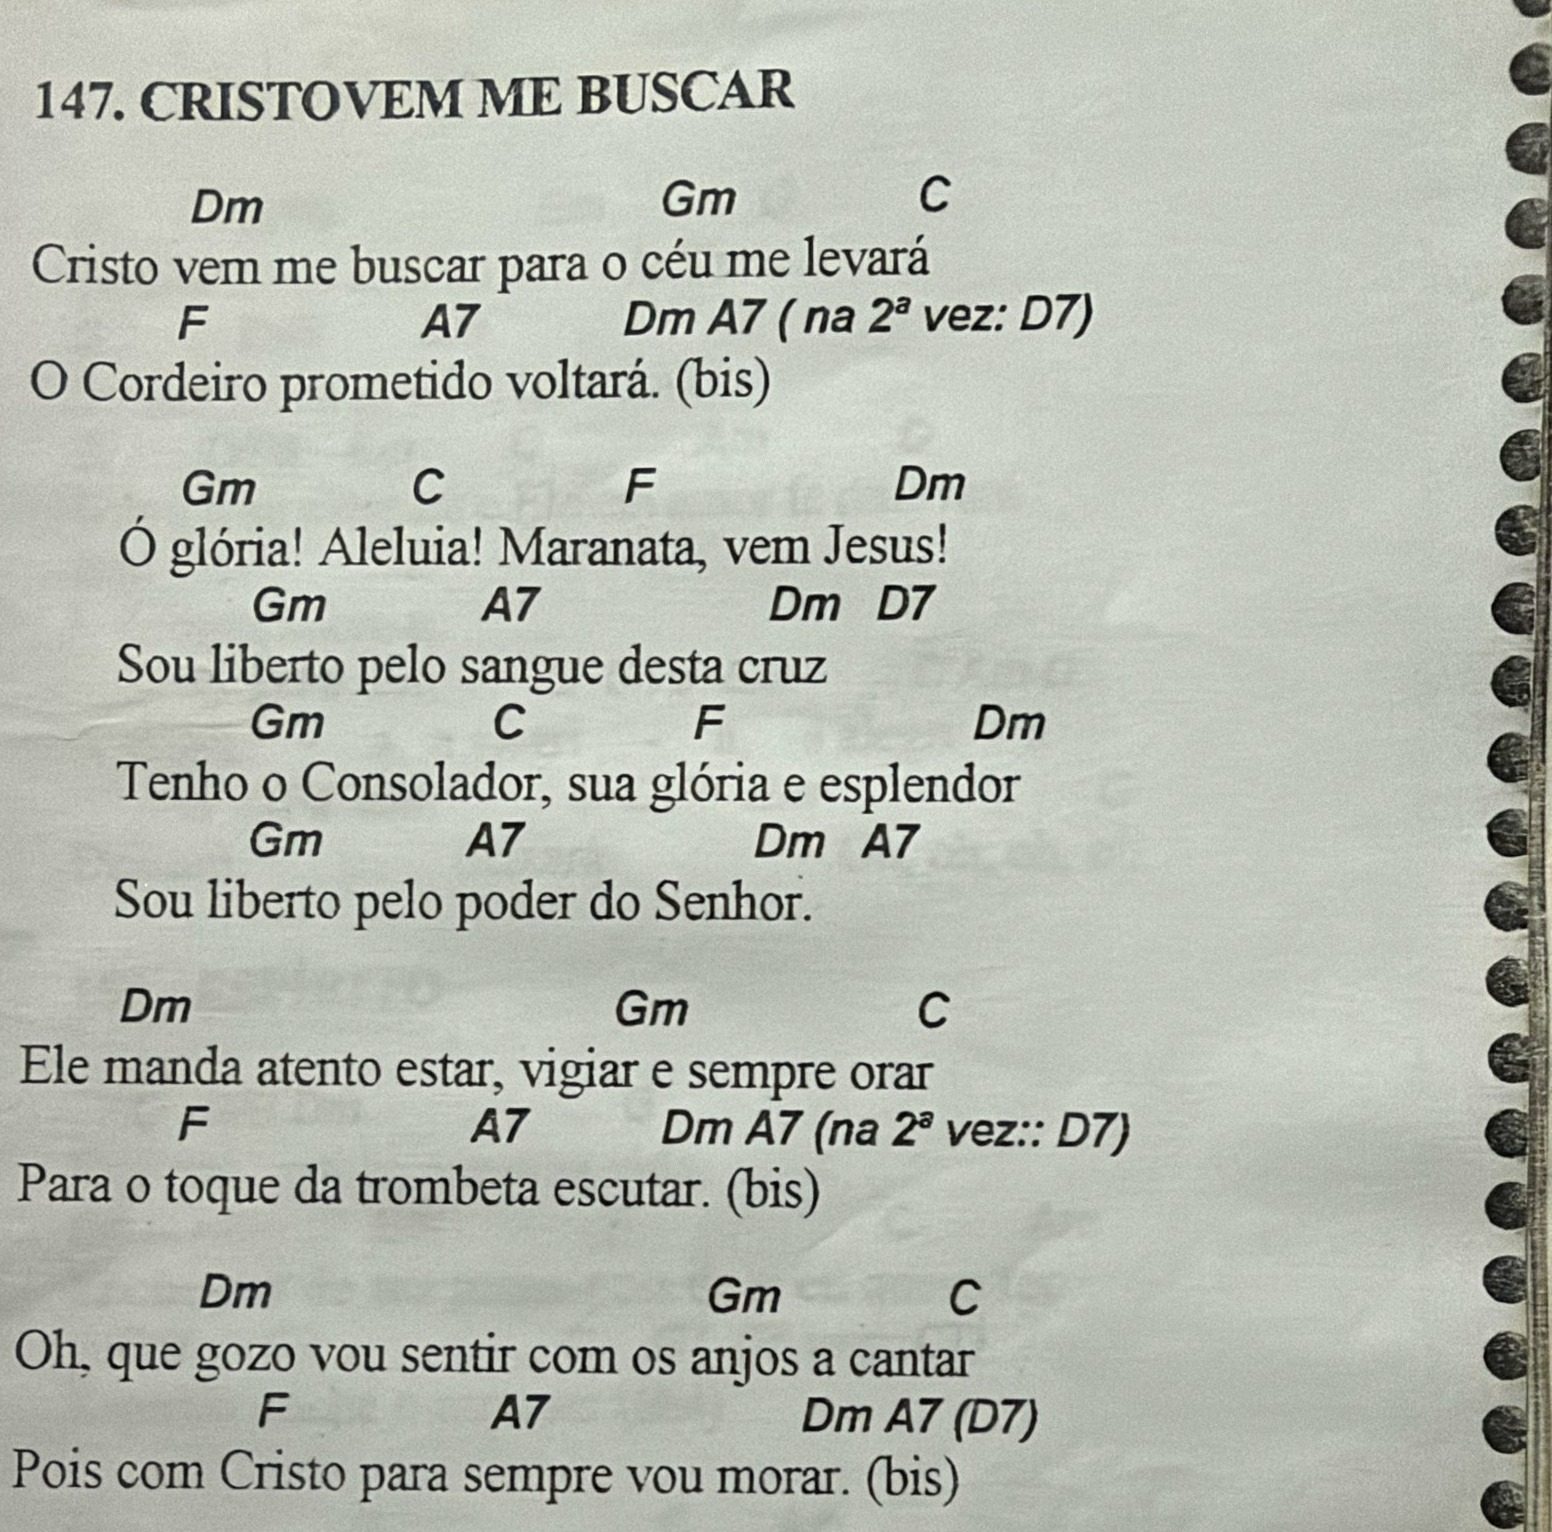 147. CRISTOVEM ME BUSCAR
Dm Gm C
Cristo vem me buscar para o céu me levará
F A7 Dm A7 ( na 2ª vez: D7)
O Cordeiro prometido voltará. (bis)
Gm C F Dm
Ó glória! Aleluia! Maranata, vem Jesus!
Gm A7 Dm D7
Sou liberto pelo sangue desta cruz
Gm C F Dm
Tenho o Consolador, sua glória e esplendor
Gm A7 Dm A7
Sou liberto pelo poder do Senhor.
Dm Gm C
Ele manda atento estar, vigiar e sempre orar
F A7 Dm A7 (na 2ª vez:: D7)
Para o toque da trombeta escutar. (bis)
Dm Gm C
Oh, que gozo vou sentir com os anjos a cantar
F A7 Dm A7 (D7)
Pois com Cristo para sempre vou morar. (bis)